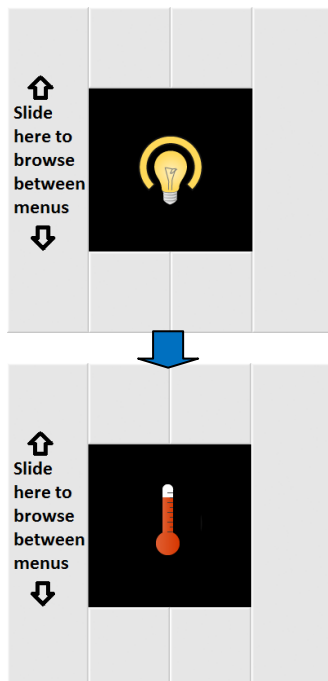 Slide
here to
browse
between
menus
Slide
here to
browse
between
menus